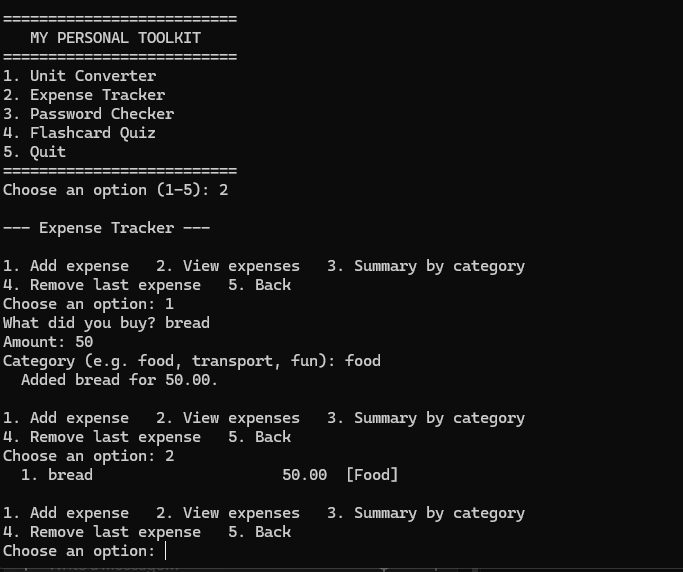 ==========================
   MY PERSONAL TOOLKIT
==========================
1. Unit Converter
2. Expense Tracker
3. Password Checker
4. Flashcard Quiz
5. Quit
==========================
Choose an option (1-5): 2

--- Expense Tracker ---

1. Add expense   2. View expenses   3. Summary by category
4. Remove last expense   5. Back
Choose an option: 1
What did you buy? bread
Amount: 50
Category (e.g. food, transport, fun): food
  Added bread for 50.00.

1. Add expense   2. View expenses   3. Summary by category
4. Remove last expense   5. Back
Choose an option: 2
  1. bread                     50.00  [Food]

1. Add expense   2. View expenses   3. Summary by category
4. Remove last expense   5. Back
Choose an option: